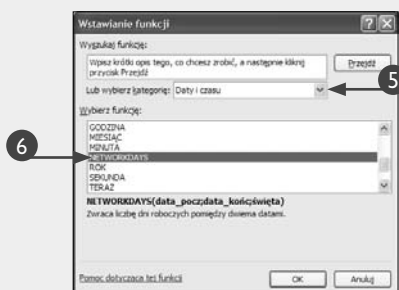 Wstawianie funkcji
Wyszukaj funkcję:
Wpisz krótki opis tego, co chcesz zrobić, a następnie kliknij
przycisk Przejdź
Przejdź
Lub wybierz kategorię: Daty i czasu
5
Wybierz funkcję:
GODZINA
MIESIĄC
MINUTA
6
NETWORKDAYS
ROK
SEKUNDA
TERAZ
NETWORKDAYS(data_pocz;data_końc;święta)
Zwraca liczbę dni roboczych pomiędzy dwiema datami.
Pomoc dotycząca tej funkcji
OK
Anuluj